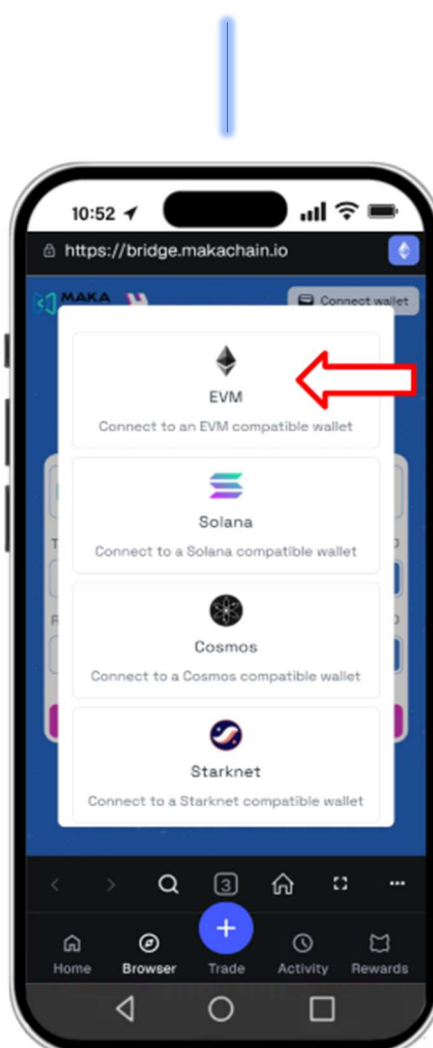 10:52
https://bridge.makachain.io
MAKA
Connect wallet
EVM
Connect to an EVM compatible wallet
Solana
Connect to a Solana compatible wallet
Cosmos
Connect to a Cosmos compatible wallet
Starknet
Connect to a Starknet compatible wallet
3
Home Browser Trade Activity Rewards